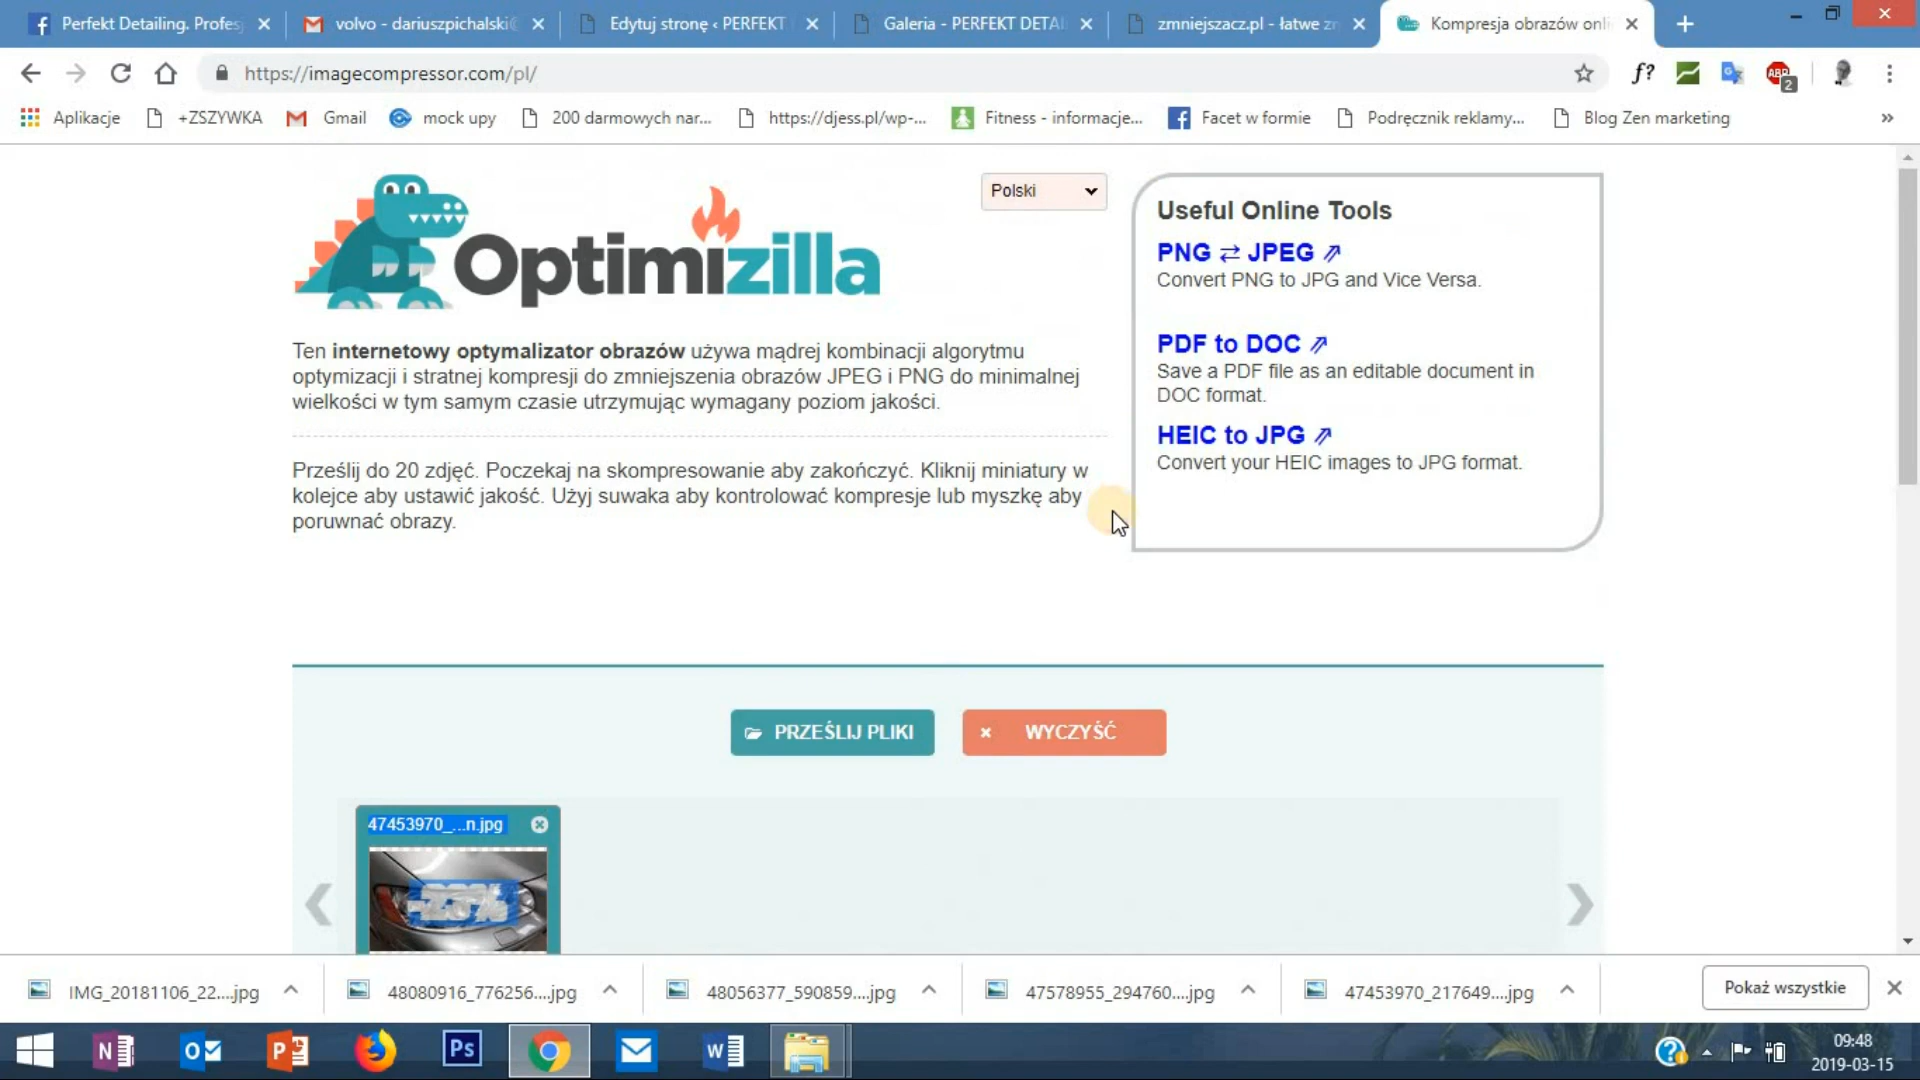 Perfekt Detailing. Profesj
volvo - dariuszpichalski@
Edytuj stronę ‹ PERFEKT
Galeria - PERFEKT DETAI
zmniejszacz.pl - łatwe zn
Kompresja obrazów onli
https://imagecompressor.com/pl/
f?
ABP
2
Aplikacje
+ZSZYWKA
Gmail
mock upy
200 darmowych nar...
https://djess.pl/wp-...
Fitness - informacje...
Facet w formie
Podręcznik reklamy...
Blog Zen marketing
»
Optimizilla
Polski
Useful Online Tools
PNG ⇄ JPEG ⇗
Convert PNG to JPG and Vice Versa.
PDF to DOC ⇗
Save a PDF file as an editable document in
DOC format.
HEIC to JPG ⇗
Convert your HEIC images to JPG format.
Ten internetowy optymalizator obrazów używa mądrej kombinacji algorytmu
optymizacji i stratnej kompresji do zmniejszenia obrazów JPEG i PNG do minimalnej
wielkości w tym samym czasie utrzymując wymagany poziom jakości.
Prześlij do 20 zdjęć. Poczekaj na skompresowanie aby zakończyć. Kliknij miniatury w
kolejce aby ustawić jakość. Użyj suwaka aby kontrolować kompresje lub myszkę aby
poruwnać obrazy.
PRZEŚLIJ PLIKI
WYCZYŚĆ
47453970_...n.jpg
IMG_20181106_22....jpg
48080916_776256....jpg
48056377_590859....jpg
47578955_294760....jpg
47453970_217649....jpg
Pokaż wszystkie
Ps
09:48
2019-03-15